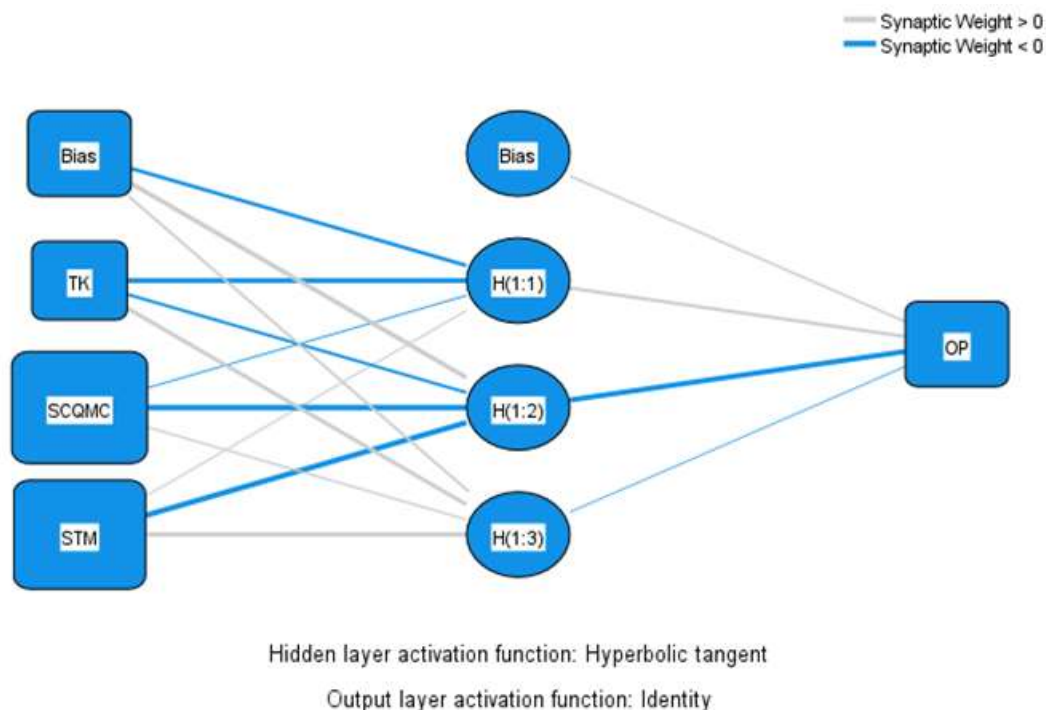 Synaptic Weight > 0
Synaptic Weight < 0
Bias
Bias
TK
H(1:1)
OP
SCQMC
H(1:2)
STM
H(1:3)
Hidden layer activation function: Hyperbolic tangent
Output layer activation function: Identity